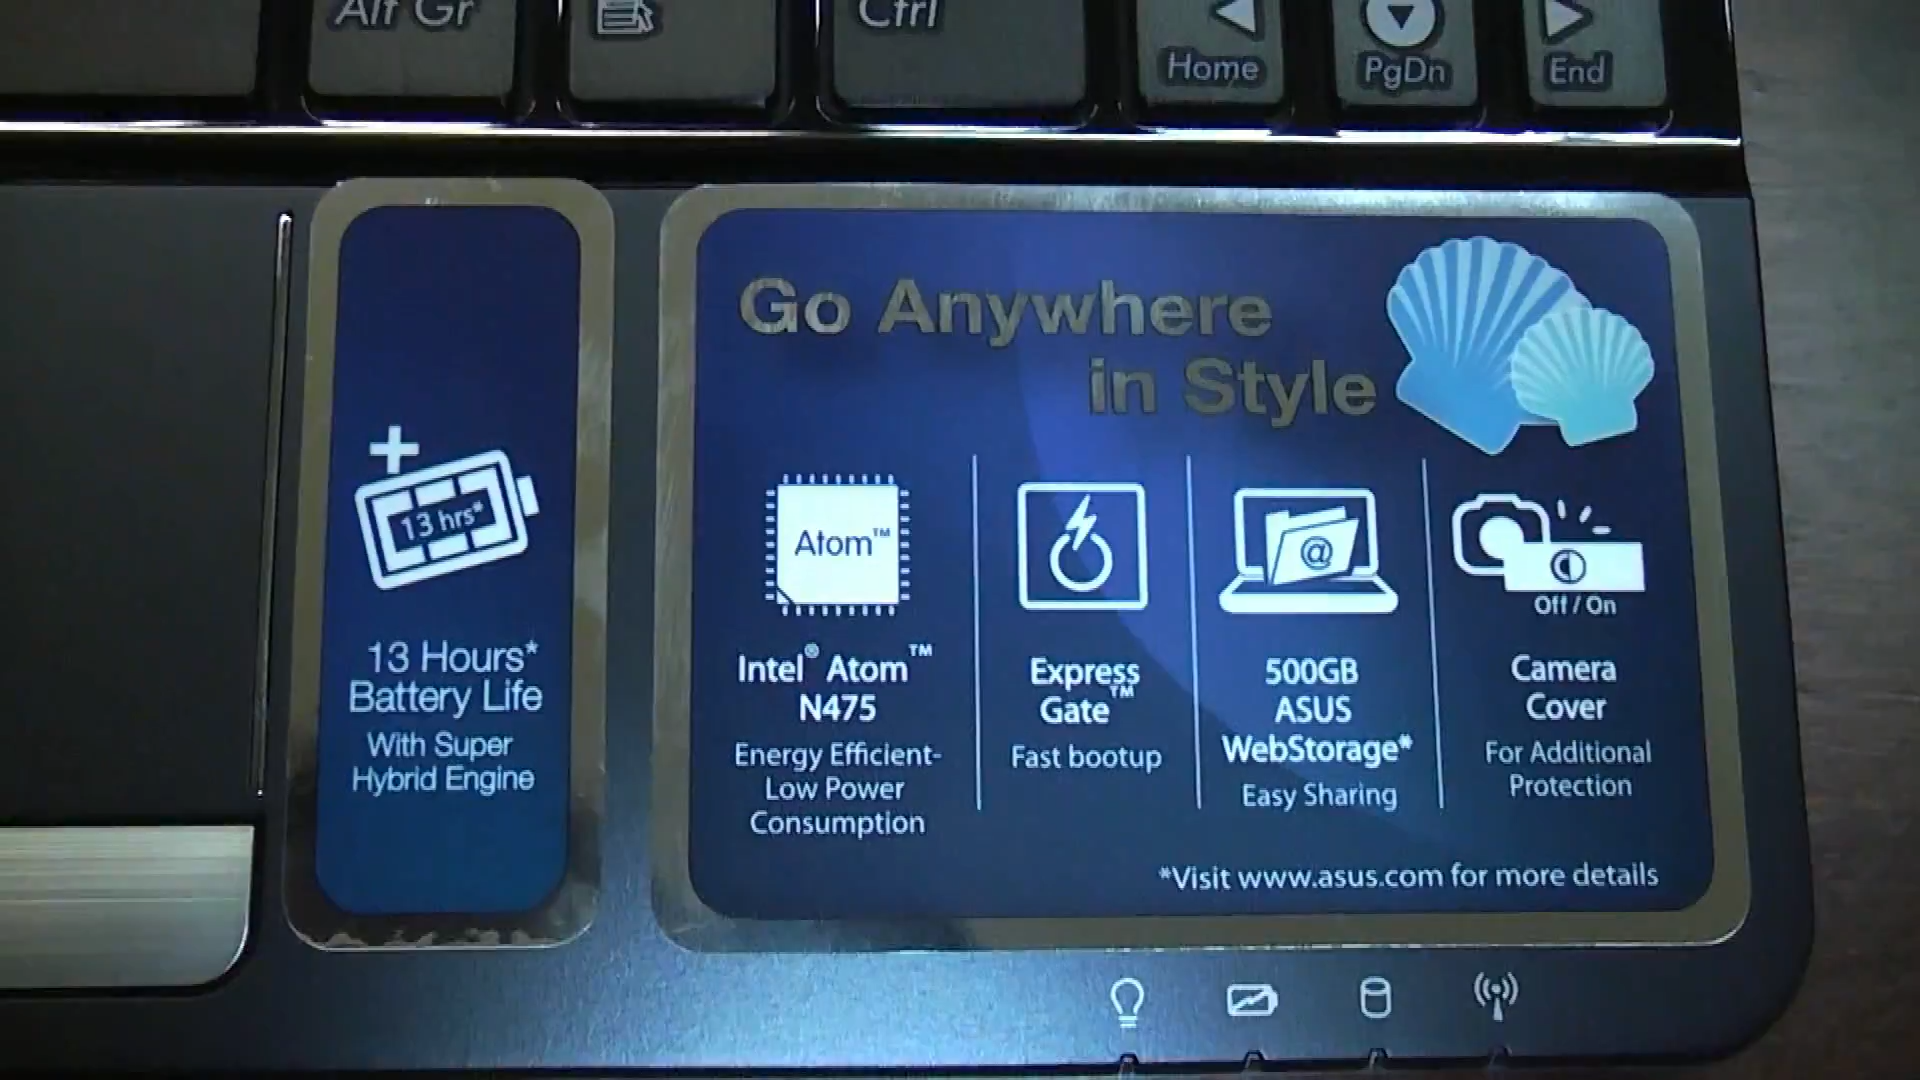 Alt Gr
Ctrl
Home
PgDn
End
13 hrs*
13 Hours*
Battery Life
With Super
Hybrid Engine
Go Anywhere
in Style
Atom™
Intel® Atom™
N475
Energy Efficient-
Low Power
Consumption
Express
Gate™
Fast bootup
@
500GB
ASUS
WebStorage*
Easy Sharing
Off / On
Camera
Cover
For Additional
Protection
*Visit www.asus.com for more details